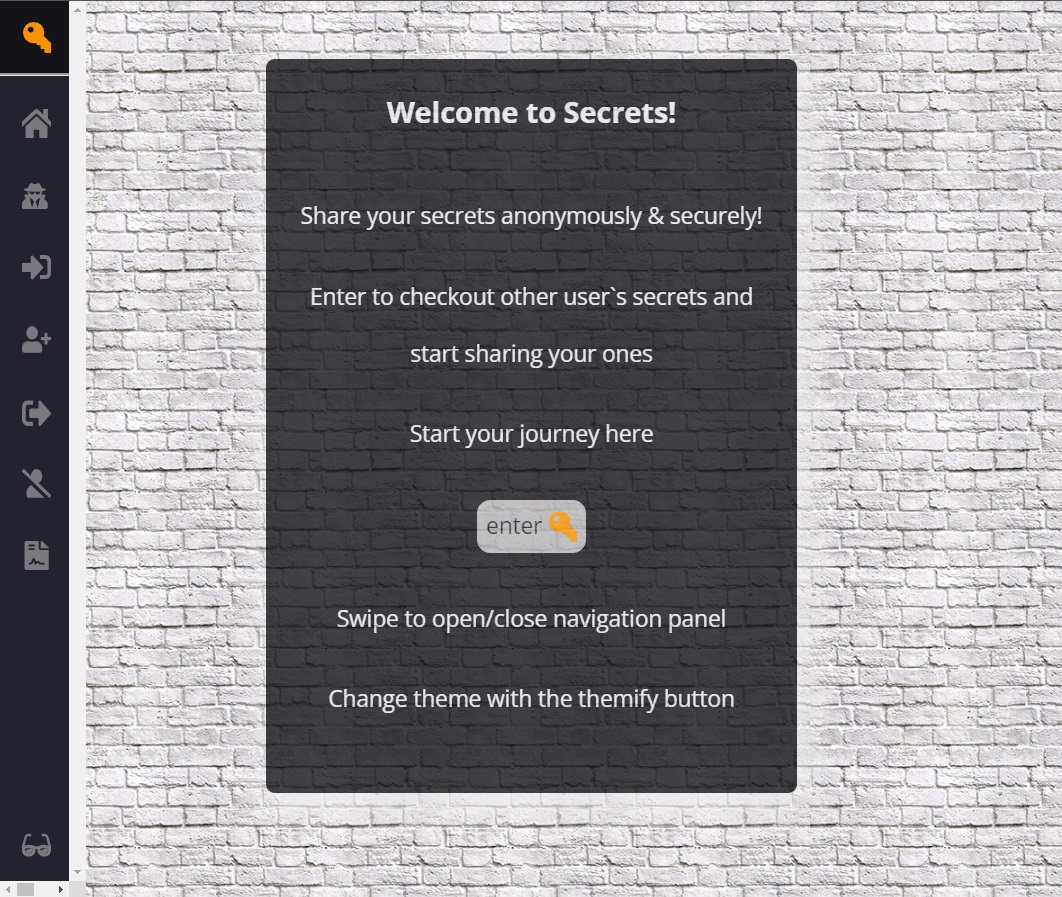 Welcome to Secrets!
Share your secrets anonymously & securely!
Enter to checkout other user`s secrets and
start sharing your ones
Start your journey here
enter
Swipe to open/close navigation panel
Change theme with the themify button